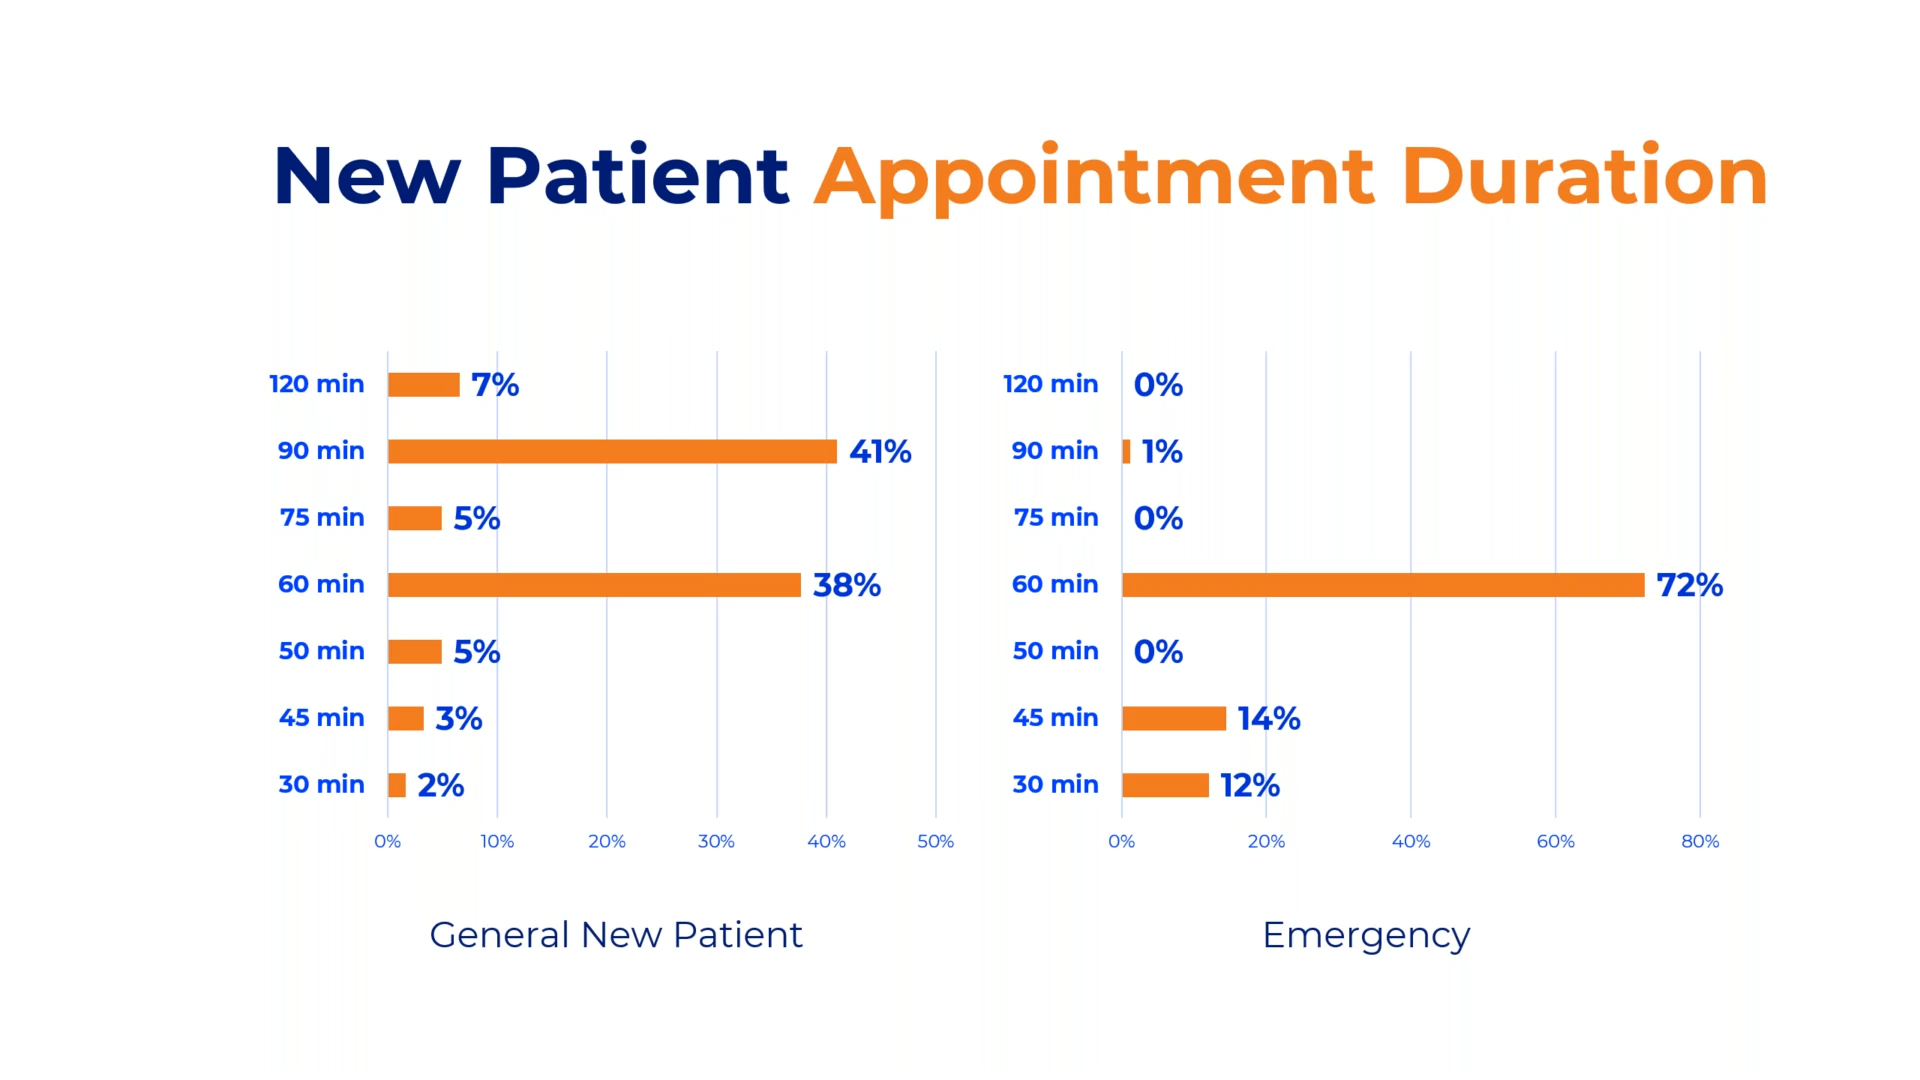 New Patient Appointment Duration
120 min 7%
90 min 41%
75 min 5%
60 min 38%
50 min 5%
45 min 3%
30 min 2%
0% 10% 20% 30% 40% 50%
General New Patient
120 min 0%
90 min 1%
75 min 0%
60 min 72%
50 min 0%
45 min 14%
30 min 12%
0% 20% 40% 60% 80%
Emergency